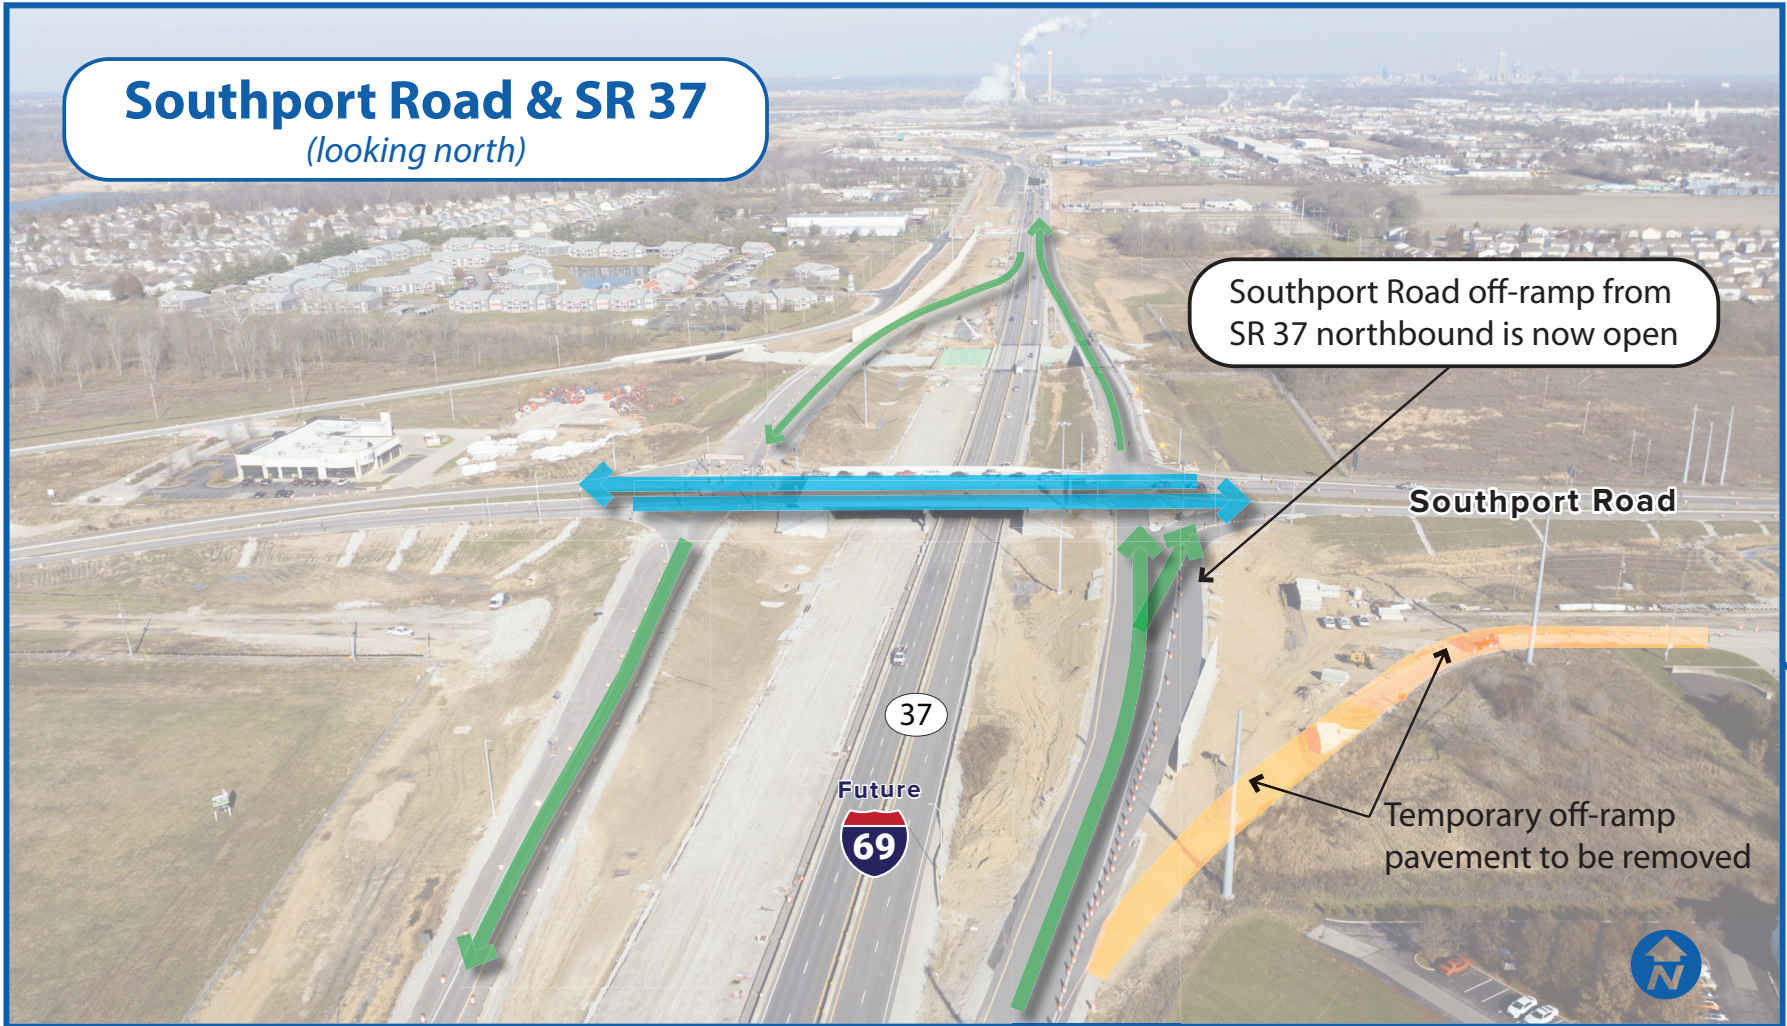 Southport Road & SR 37
(looking north)
Southport Road off-ramp from
SR 37 northbound is now open
Southport Road
37
Future
69
Temporary off-ramp
pavement to be removed
N